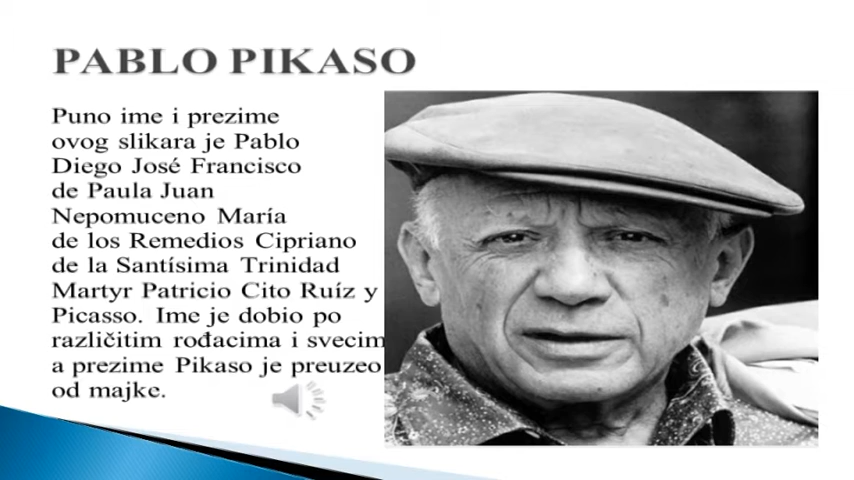 PABLO PIKASO
Puno ime i prezime
ovog slikara je Pablo
Diego José Francisco
de Paula Juan
Nepomuceno María
de los Remedios Cipriano
de la Santísima Trinidad
Martyr Patricio Cito Ruíz y
Picasso. Ime je dobio po
različitim rođacima i svecim
a prezime Pikaso je preuzeo
od majke.